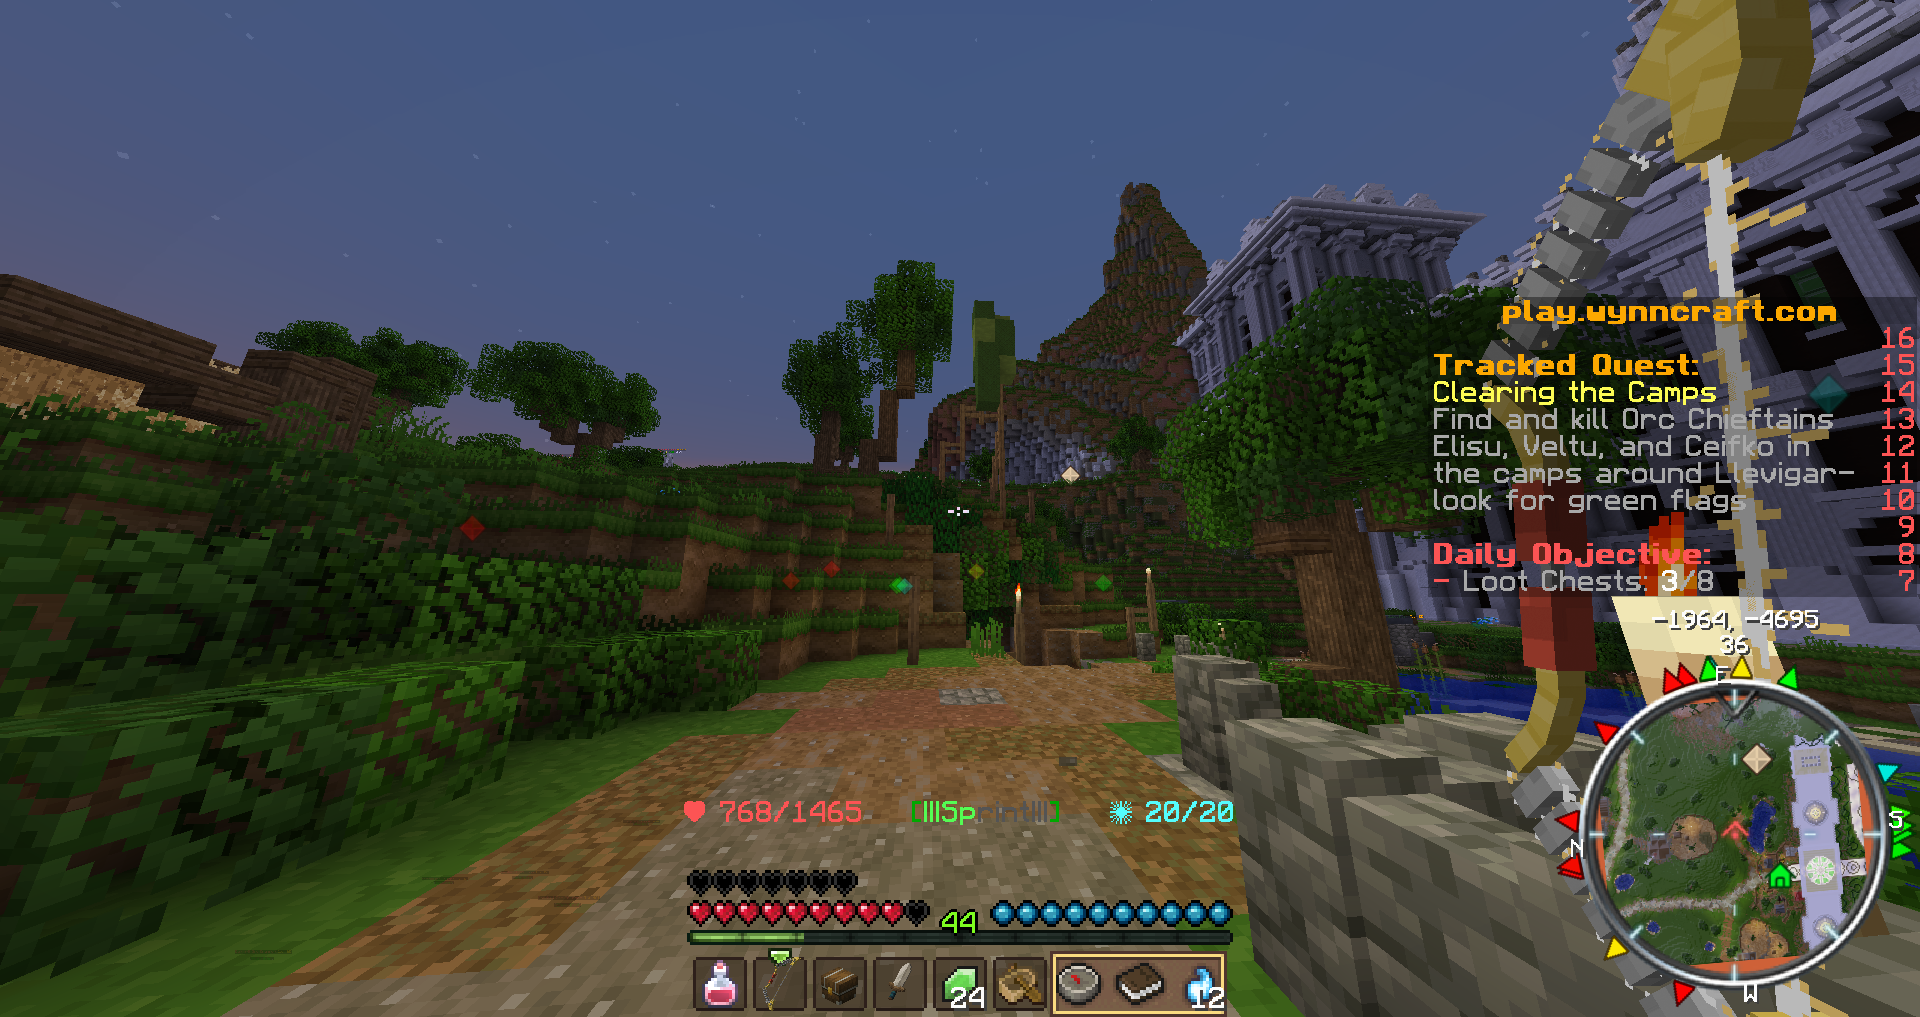 play.wynncraft.com
16
Tracked Quest: 15
Clearing the Camps 14
Find and kill Orc Chieftains 13
Elisu, Veltu, and Ceifko in 12
the camps around Llevigar- 11
look for green flags 10
9
Daily Objective: 8
- Loot Chests: 3/8 7
-1964, -4695
36
E
S
N
W
768/1465 [|||Sprint|||] 20/20
44
24
12